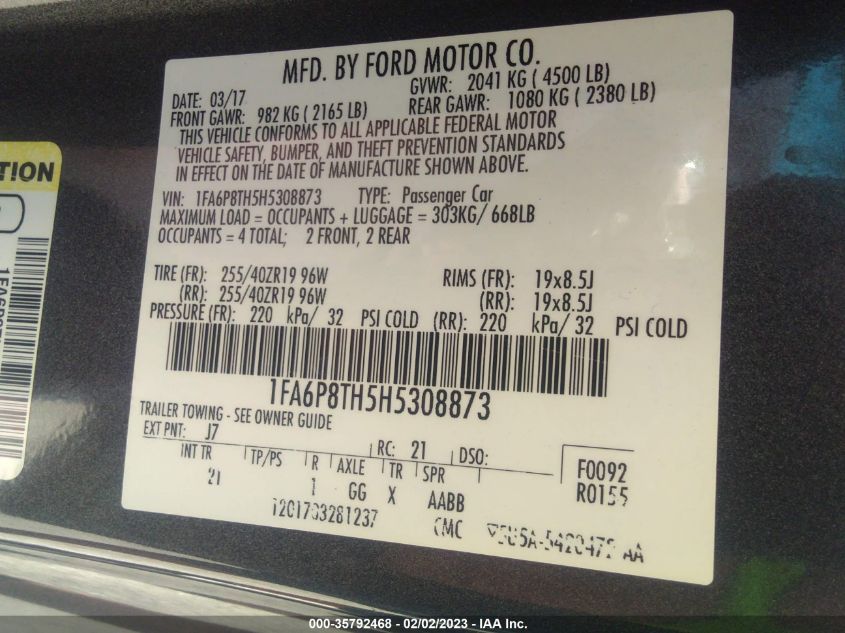 MFD. BY FORD MOTOR CO.
DATE: 03/17 GVWR: 2041 KG ( 4500 LB)
FRONT GAWR: 982 KG ( 2165 LB) REAR GAWR: 1080 KG ( 2380 LB)
THIS VEHICLE CONFORMS TO ALL APPLICABLE FEDERAL MOTOR
VEHICLE SAFETY, BUMPER, AND THEFT PREVENTION STANDARDS
IN EFFECT ON THE DATE OF MANUFACTURE SHOWN ABOVE.
VIN: 1FA6P8TH5H5308873 TYPE: Passenger Car
MAXIMUM LOAD = OCCUPANTS + LUGGAGE = 303KG/ 668LB
OCCUPANTS = 4 TOTAL; 2 FRONT, 2 REAR
TIRE (FR): 255/40ZR19 96W RIMS (FR): 19x8.5J
(RR): 255/40ZR19 96W (RR): 19x8.5J
PRESSURE (FR): 220 kPa/ 32 PSI COLD (RR): 220 kPa/ 32 PSI COLD
1FA6P8TH5H5308873
TRAILER TOWING - SEE OWNER GUIDE
EXT PNT: J7 RC: 21 DSO:
INT TR TP/PS R AXLE TR SPR F0092
21 1 GG X AABB R0155
CMC
TION
000-35792468 - 02/02/2023 - IAA Inc.